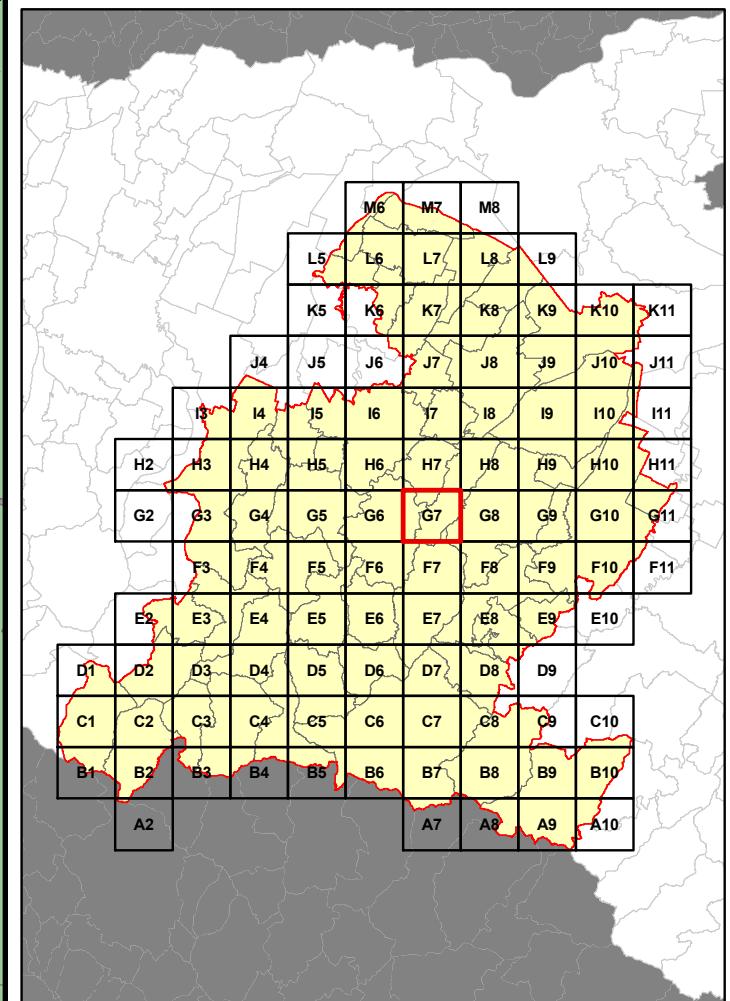 M6 M7 M8
L5 L6 L7 L8 L9
K5 K6 K7 K8 K9 K10 K11
J4 J5 J6 J7 J8 J9 J10 J11
I3 I4 I5 I6 I7 I8 I9 I10 I11
H2 H3 H4 H5 H6 H7 H8 H9 H10 H11
G2 G3 G4 G5 G6 G7 G8 G9 G10 G11
F3 F4 F5 F6 F7 F8 F9 F10 F11
E2 E3 E4 E5 E6 E7 E8 E9 E10
D1 D2 D3 D4 D5 D6 D7 D8 D9
C1 C2 C3 C4 C5 C6 C7 C8 C9 C10
B1 B2 B3 B4 B5 B6 B7 B8 B9 B10
A2 A7 A8 A9 A10